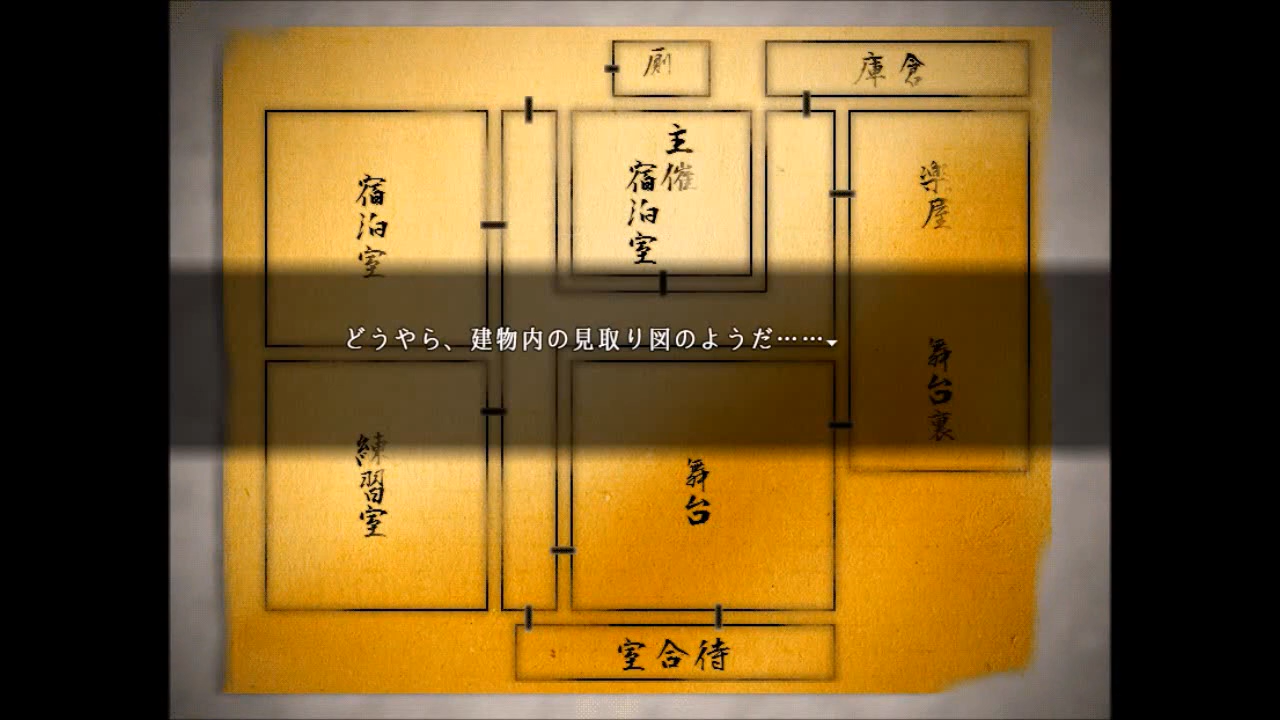 厠
庫倉
主催
宿泊室
宿泊室
楽屋
どうやら、建物内の見取り図のようだ……
舞台裏
練習室
舞台
室合待